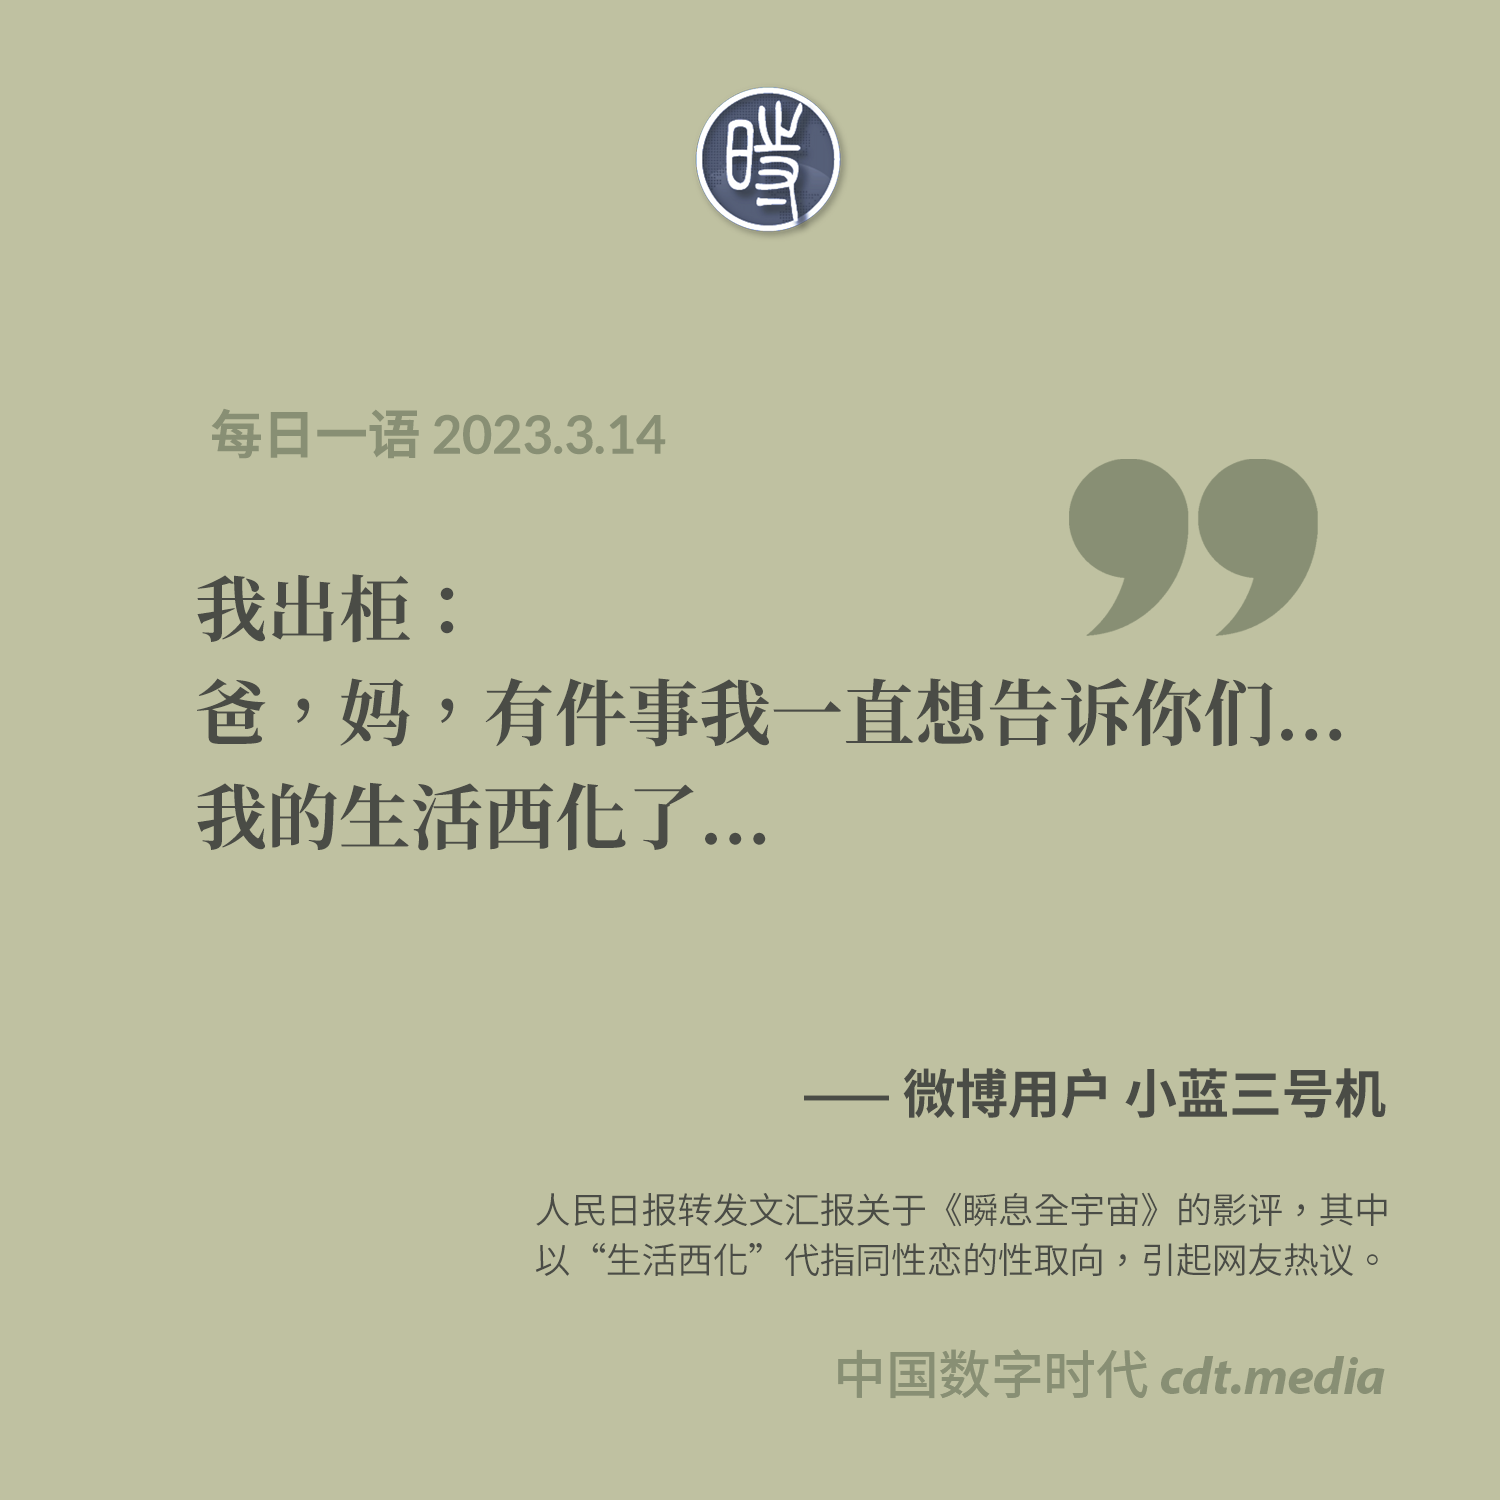 時
每日一语 2023.3.14
我出柜：
爸，妈，有件事我一直想告诉你们...
我的生活西化了...
—— 微博用户 小蓝三号机
人民日报转发文汇报关于《瞬息全宇宙》的影评，其中
以“生活西化”代指同性恋的性取向，引起网友热议。
中国数字时代 cdt.media